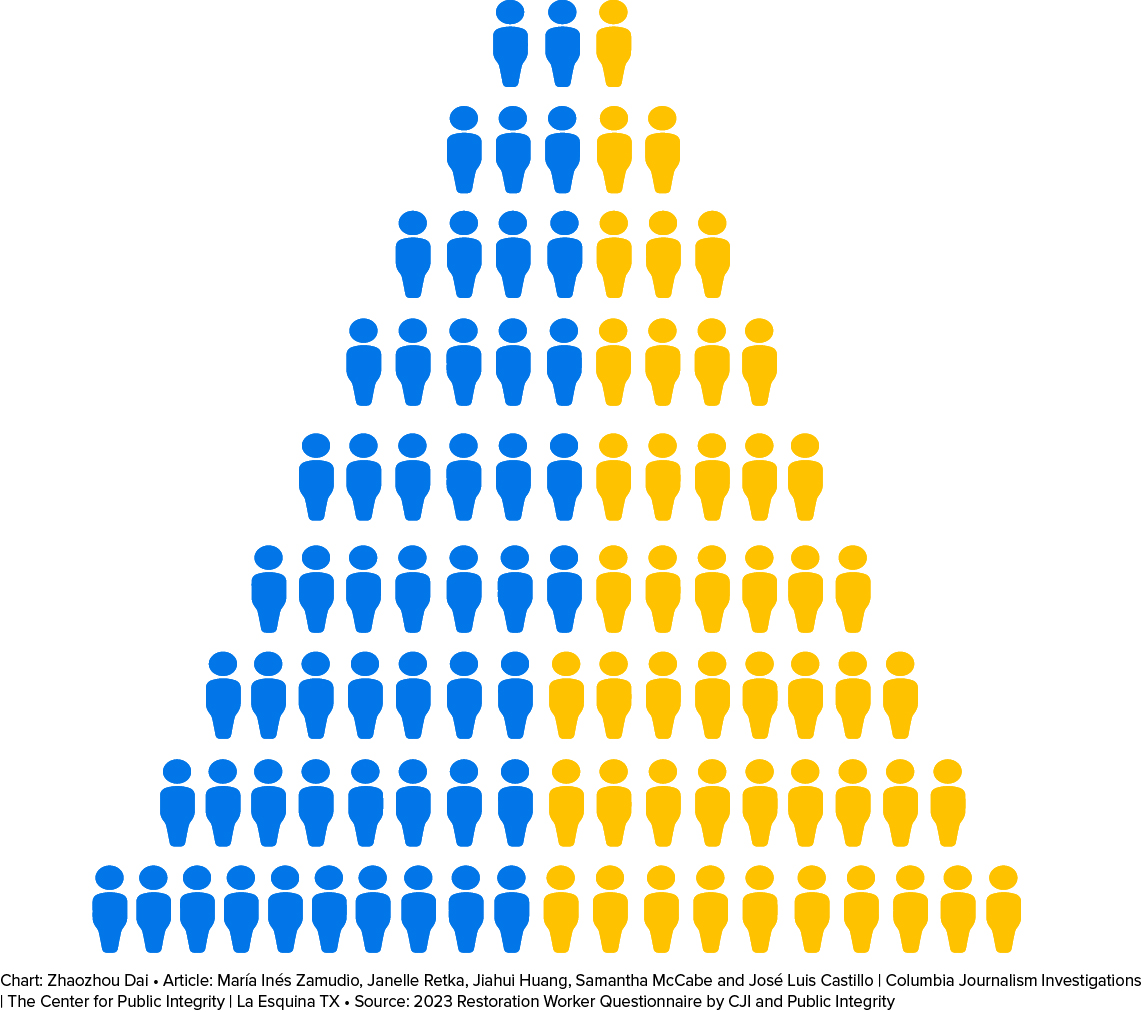 Chart: Zhaozhou Dai • Article: María Inés Zamudio, Janelle Retka, Jiahui Huang, Samantha McCabe and José Luis Castillo | Columbia Journalism Investigations
| The Center for Public Integrity | La Esquina TX • Source: 2023 Restoration Worker Questionnaire by CJI and Public Integrity